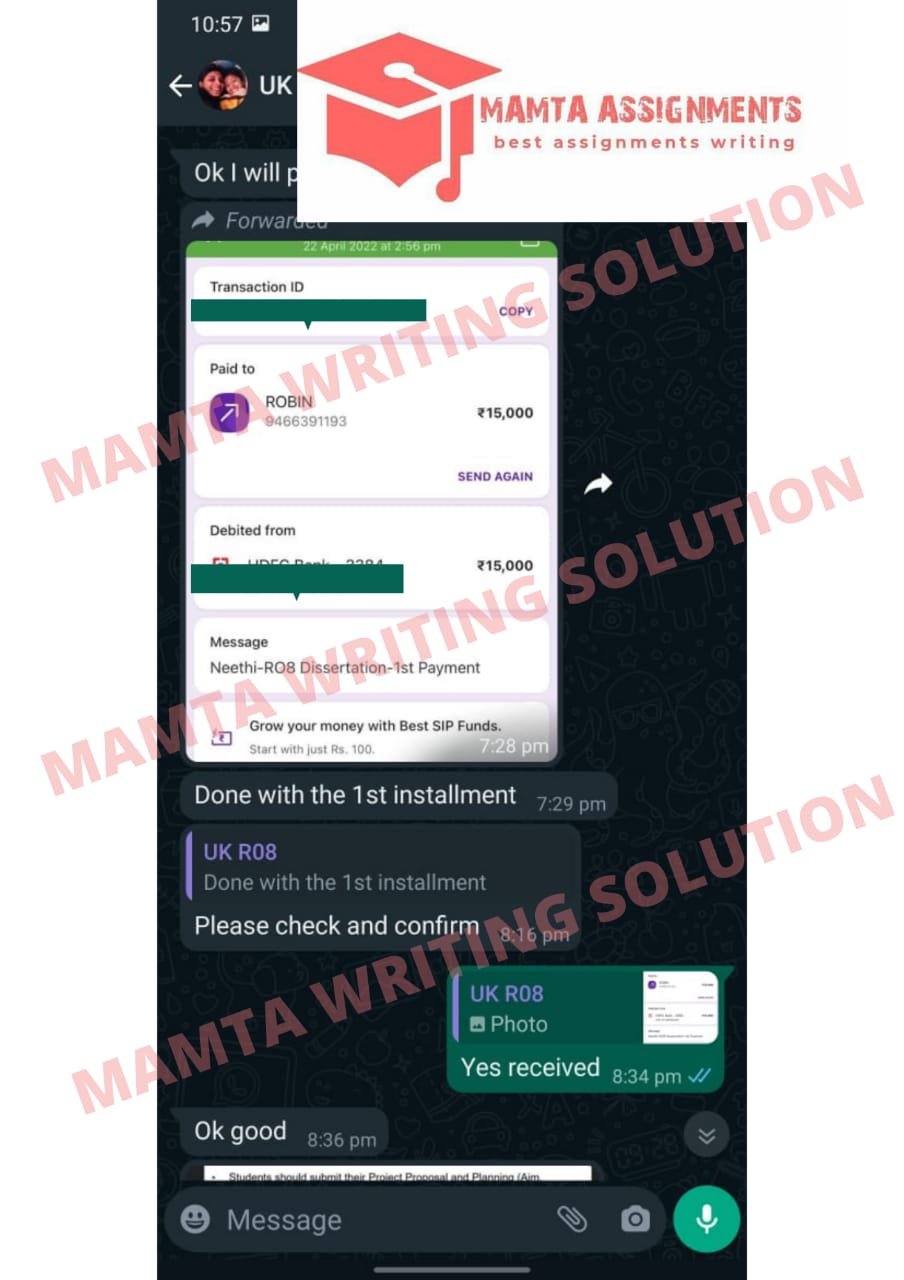 10:57
UK
MAMTA ASSIGNMENTS
best assignments writing
Ok I will
Forwarded
22 April 2022 at 2:56 pm
Transaction ID
COPY
Paid to
ROBIN
₹15,000
9466391193
SEND AGAIN
Debited from
HDFC Bank
₹15,000
Message
Neethi-RO8 Dissertation-1st Payment
Grow your money with Best SIP Funds.
Start with just Rs. 100.
7:28 pm
Done with the 1st installment 7:29 pm
UK R08
Done with the 1st installment
Please check and confirm 8:16 pm
UK R08
Photo
Yes received 8:34 pm
Ok good 8:36 pm
• Students should submit their Project Proposal and Planning (Aim,
Message
MAMTA WRITING SOLUTION
MAMTA WRITING SOLUTION
MAMTA WRITING SOLUTION